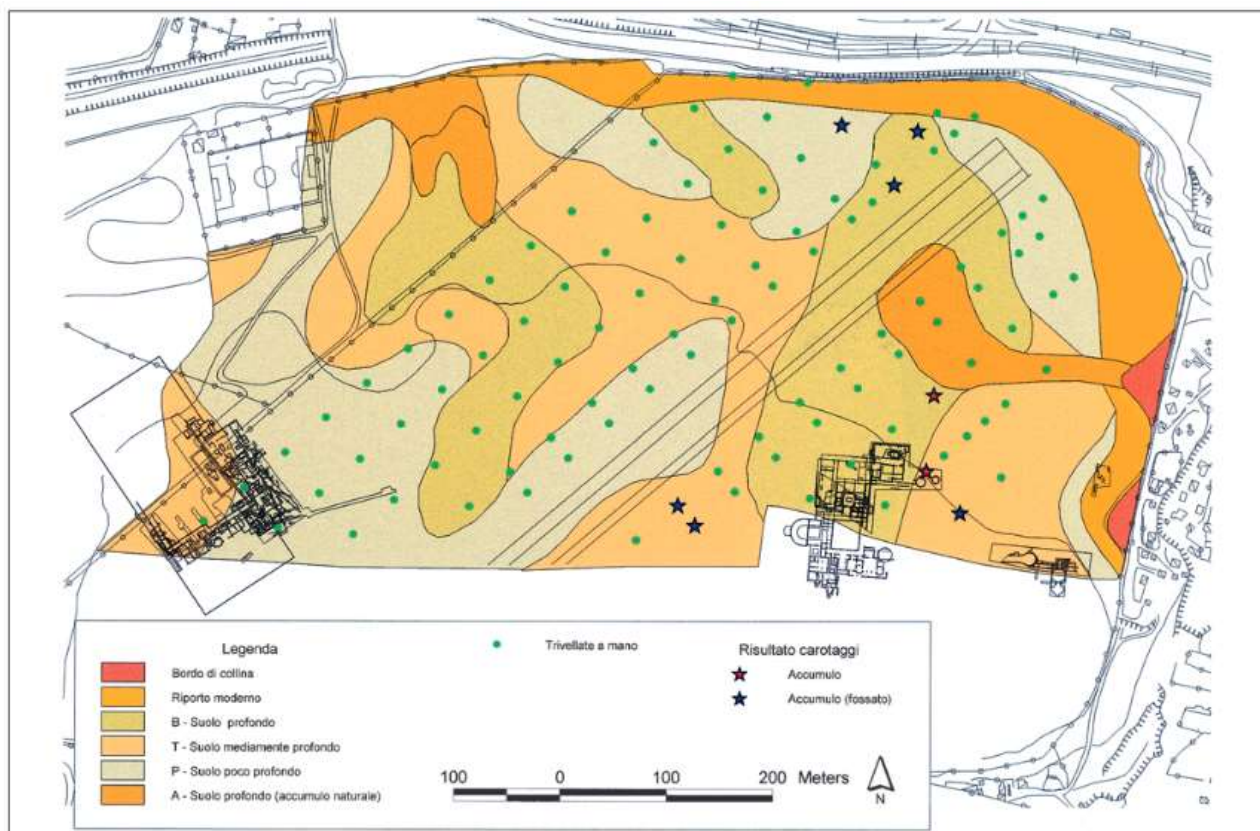 Legenda
Bordo di collina
Riporto moderno
B - Suolo profondo
T - Suolo mediamente profondo
P - Suolo poco profondo
A - Suolo profondo (accumulo naturale)
Trivellate a mano
Risultato carotaggi
Accumulo
Accumulo (fossato)
100 0 100 200 Meters
N